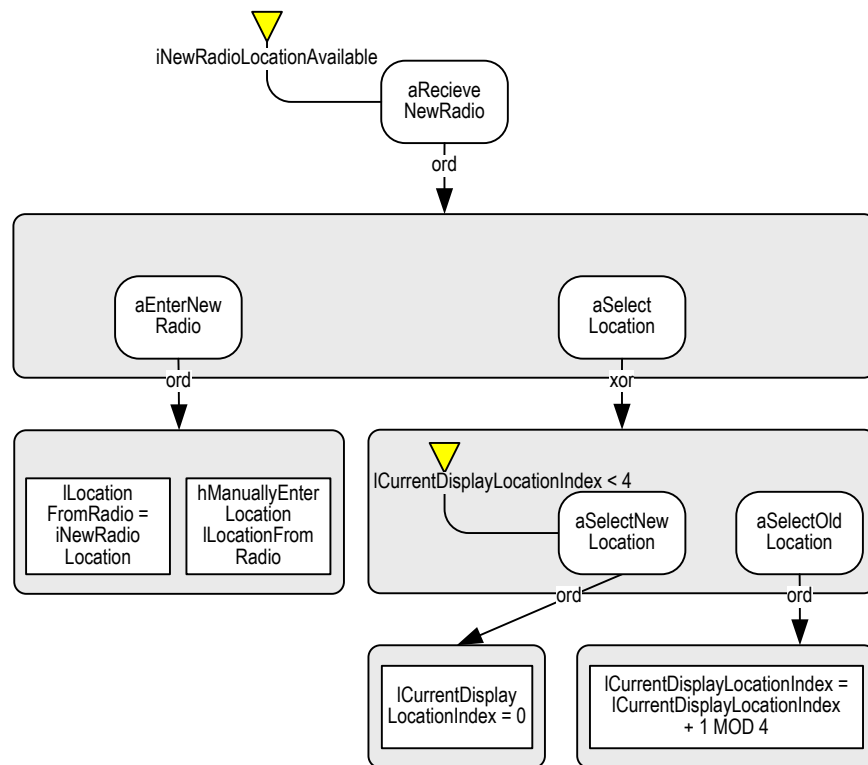 iNewRadioLocationAvailable
aRecieve
NewRadio
ord
aEnterNew
Radio
aSelect
Location
ord
xor
lCurrentDisplayLocationIndex < 4
lLocation
FromRadio =
iNewRadio
Location
hManuallyEnter
Location
lLocationFrom
Radio
aSelectNew
Location
aSelectOld
Location
ord
ord
lCurrentDisplay
LocationIndex = 0
lCurrentDisplayLocationIndex =
lCurrentDisplayLocationIndex
+ 1 MOD 4